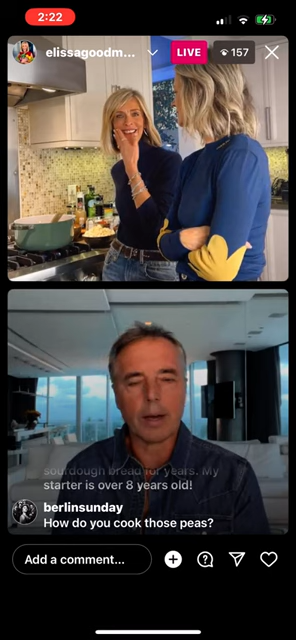 2:22
elissagoodm...
LIVE
157
sourdough bread for years. My
starter is over 8 years old!
berlinsunday
How do you cook those peas?
Add a comment...